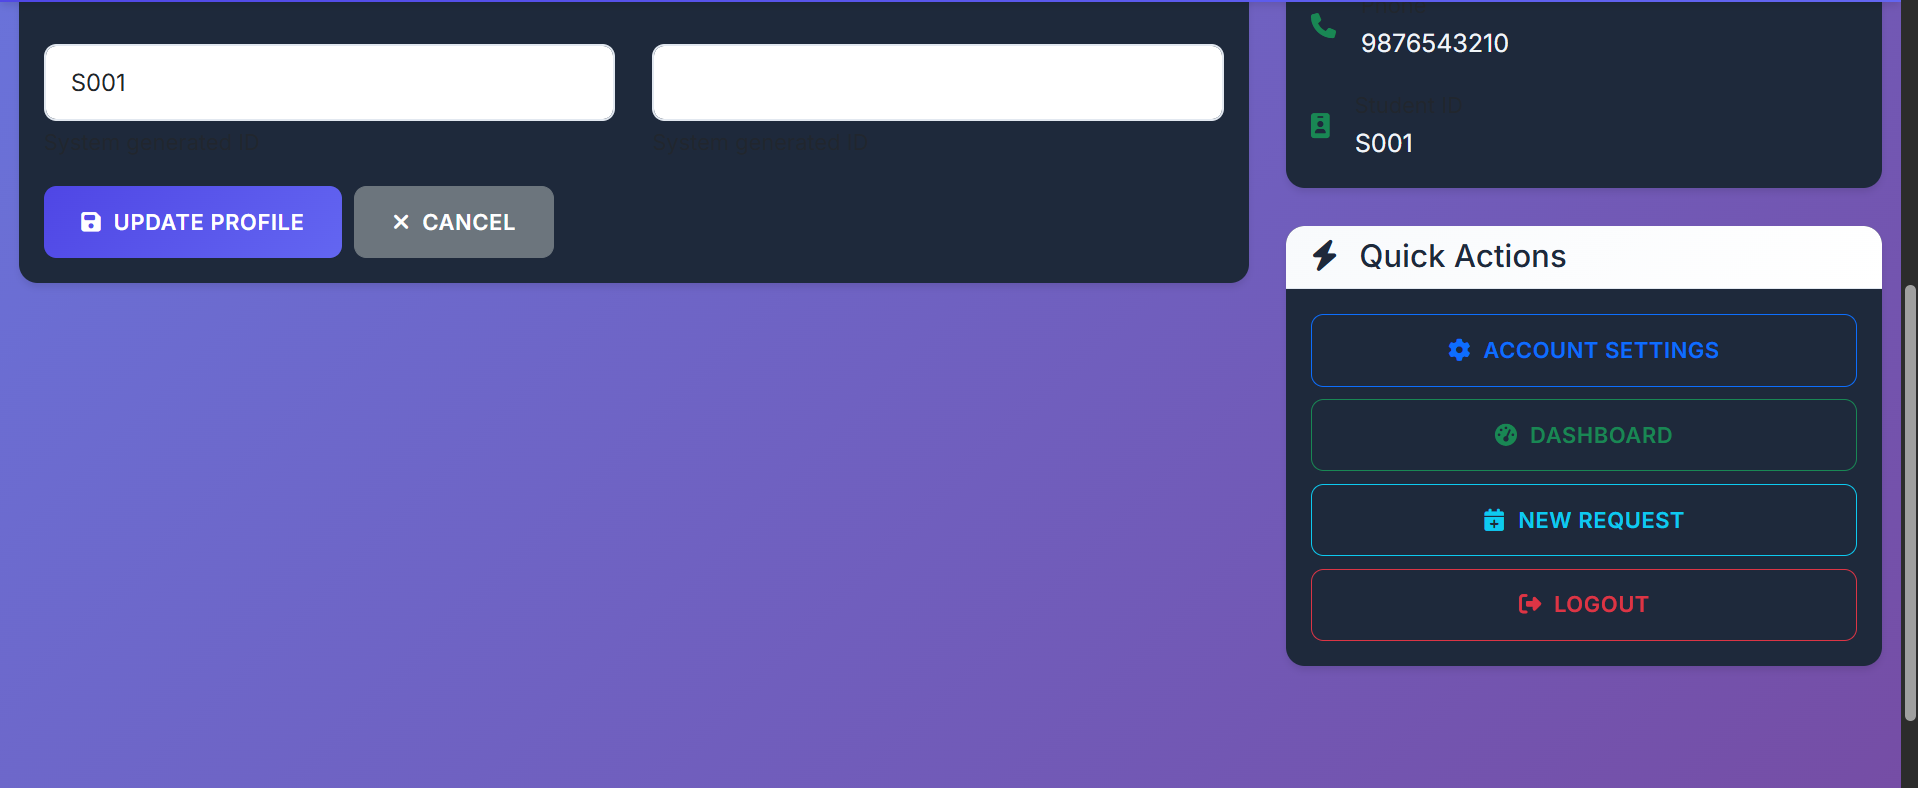 S001
System generated ID
System generated ID
UPDATE PROFILE
CANCEL
9876543210
Student ID
S001
Quick Actions
ACCOUNT SETTINGS
DASHBOARD
NEW REQUEST
LOGOUT